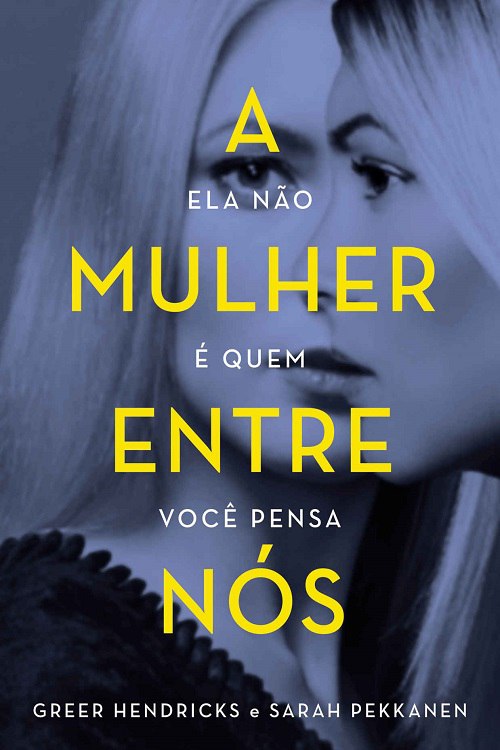 A
ELA NÃO
MULHER
É QUEM
ENTRE
VOCÊ PENSA
NÓS
GREER HENDRICKS e SARAH PEKKANEN